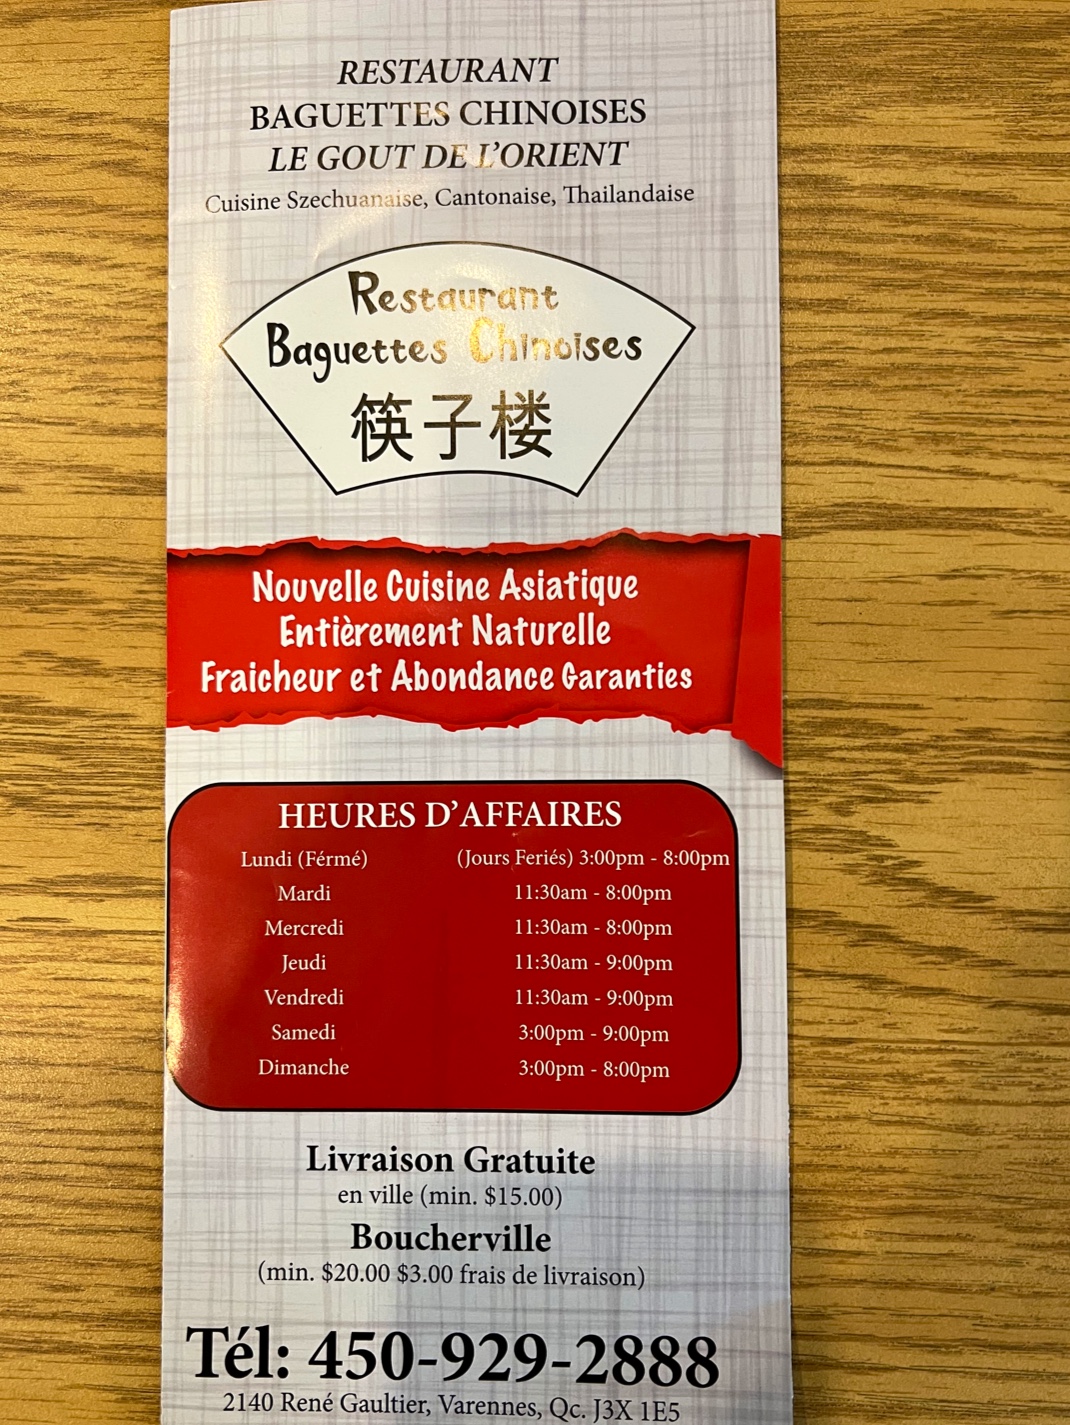 RESTAURANT
BAGUETTES CHINOISES
LE GOUT DE L'ORIENT
Cuisine Szechuanaise, Cantonaise, Thailandaise
Restaurant
Baguettes Chinoises
筷子楼
Nouvelle Cuisine Asiatique
Entièrement Naturelle
Fraicheur et Abondance Garanties
HEURES D'AFFAIRES
Lundi (Férmé) (Jours Feriés) 3:00pm - 8:00pm
Mardi 11:30am - 8:00pm
Mercredi 11:30am - 8:00pm
Jeudi 11:30am - 9:00pm
Vendredi 11:30am - 9:00pm
Samedi 3:00pm - 9:00pm
Dimanche 3:00pm - 8:00pm
Livraison Gratuite
en ville (min. $15.00)
Boucherville
(min. $20.00 $3.00 frais de livraison)
Tél: 450-929-2888
2140 René Gaultier, Varennes, Qc. J3X 1E5